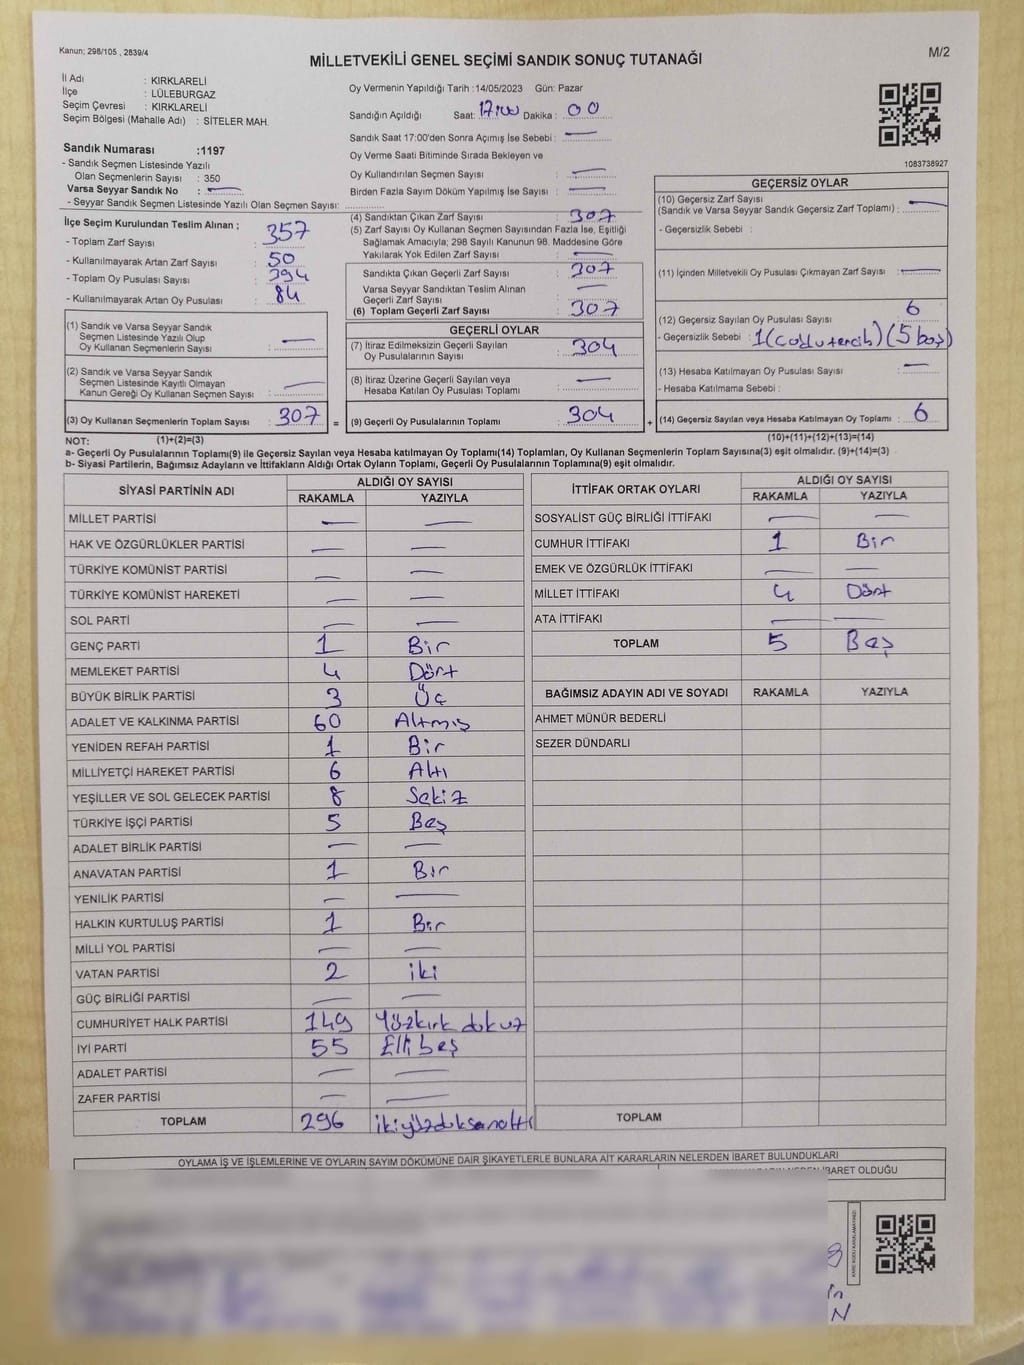 Kanun; 298/105 , 2839/4
M/2
MİLLETVEKİLİ GENEL SEÇİMİ SANDIK SONUÇ TUTANAĞI
İl Adı : KIRKLARELİ
İlçe : LÜLEBURGAZ
Seçim Çevresi : KIRKLARELİ
Seçim Bölgesi (Mahalle Adı) : SİTELER MAH.
Oy Vermenin Yapıldığı Tarih :14/05/2023 Gün: Pazar
Sandığın Açıldığı Saat: 17:00 Dakika : 00
Sandık Saat 17:00'den Sonra Açımış İse Sebebi : —
Oy Verme Saati Bitiminde Sırada Bekleyen ve
Oy Kullandırılan Seçmen Sayısı : —
Birden Fazla Sayım Döküm Yapılmış İse Sayısı : —
1083738927
Sandık Numarası :1197
- Sandık Seçmen Listesinde Yazılı
Olan Seçmenlerin Sayısı : 350
Varsa Seyyar Sandık No : —
- Seyyar Sandık Seçmen Listesinde Yazılı Olan Seçmen Sayısı:
İlçe Seçim Kurulundan Teslim Alınan ;
- Toplam Zarf Sayısı : 357
- Kullanılmayarak Artan Zarf Sayısı : 50
- Toplam Oy Pusulası Sayısı : 394
- Kullanılmayarak Artan Oy Pusulası : 84
(1) Sandık ve Varsa Seyyar Sandık
Seçmen Listesinde Yazılı Olup
Oy Kullanan Seçmenlerin Sayısı : —
(2) Sandık ve Varsa Seyyar Sandık
Seçmen Listesinde Kayıtlı Olmayan
Kanun Gereği Oy Kullanan Seçmen Sayısı : —
(3) Oy Kullanan Seçmenlerin Toplam Sayısı : 307
(4) Sandıktan Çıkan Zarf Sayısı : 307
(5) Zarf Sayısı Oy Kullanan Seçmen Sayısından Fazla İse, Eşitliği
Sağlamak Amacıyla; 298 Sayılı Kanunun 98. Maddesine Göre
Yakılarak Yok Edilen Zarf Sayısı : —
Sandıkta Çıkan Geçerli Zarf Sayısı : 307
Varsa Seyyar Sandıktan Teslim Alınan
Geçerli Zarf Sayısı : —
(6) Toplam Geçerli Zarf Sayısı : 307
GEÇERLİ OYLAR
(7) İtiraz Edilmeksizin Geçerli Sayılan
Oy Pusulalarının Sayısı : 304
(8) İtiraz Üzerine Geçerli Sayılan veya
Hesaba Katılan Oy Pusulası Toplamı : —
= (9) Geçerli Oy Pusulalarının Toplamı : 304 +
GEÇERSİZ OYLAR
(10) Geçersiz Zarf Sayısı
(Sandık ve Varsa Seyyar Sandık Geçersiz Zarf Toplamı) : —
- Geçersizlik Sebebi :
(11) İçinden Milletvekili Oy Pusulası Çıkmayan Zarf Sayısı : —
(12) Geçersiz Sayılan Oy Pusulası Sayısı : 6
- Geçersizlik Sebebi : 1(çoklu tercih) (5 boş)
(13) Hesaba Katılmayan Oy Pusulası Sayısı : —
- Hesaba Katılmama Sebebi :
(14) Geçersiz Sayılan veya Hesaba Katılmayan Oy Toplamı : 6
NOT: (1)+(2)=(3) (10)+(11)+(12)+(13)=(14)
a- Geçerli Oy Pusulalarının Toplamı(9) ile Geçersiz Sayılan veya Hesaba katılmayan Oy Toplamı(14) Toplamları, Oy Kullanan Seçmenlerin Toplam Sayısına(3) eşit olmalıdır. (9)+(14)=(3)
b- Siyasi Partilerin, Bağımsız Adayların ve İttifakların Aldığı Ortak Oyların Toplamı, Geçerli Oy Pusulalarının Toplamına(9) eşit olmalıdır.
SİYASİ PARTİNİN ADI ALDIĞI OY SAYISI
RAKAMLA YAZIYLA
MİLLET PARTİSİ — —
HAK VE ÖZGÜRLÜKLER PARTİSİ — —
TÜRKİYE KOMÜNİST PARTİSİ — —
TÜRKİYE KOMÜNİST HAREKETİ — —
SOL PARTİ — —
GENÇ PARTİ 1 Bir
MEMLEKET PARTİSİ 4 Dört
BÜYÜK BİRLİK PARTİSİ 3 Üç
ADALET VE KALKINMA PARTİSİ 60 Altmış
YENİDEN REFAH PARTİSİ 1 Bir
MİLLİYETÇİ HAREKET PARTİSİ 6 Altı
YEŞİLLER VE SOL GELECEK PARTİSİ 8 Sekiz
TÜRKİYE İŞÇİ PARTİSİ 5 Beş
ADALET BİRLİK PARTİSİ — —
ANAVATAN PARTİSİ 1 Bir
YENİLİK PARTİSİ — —
HALKIN KURTULUŞ PARTİSİ 1 Bir
MİLLİ YOL PARTİSİ — —
VATAN PARTİSİ 2 iki
GÜÇ BİRLİĞİ PARTİSİ — —
CUMHURİYET HALK PARTİSİ 149 Yüzkırk dokuz
İYİ PARTİ 55 Elli beş
ADALET PARTİSİ — —
ZAFER PARTİSİ — —
TOPLAM 296 ikiyüzdoksanaltı
İTTİFAK ORTAK OYLARI ALDIĞI OY SAYISI
RAKAMLA YAZIYLA
SOSYALİST GÜÇ BİRLİĞİ İTTİFAKI — —
CUMHUR İTTİFAKI 1 Bir
EMEK VE ÖZGÜRLÜK İTTİFAKI — —
MİLLET İTTİFAKI 4 Dört
ATA İTTİFAKI — —
TOPLAM 5 Beş
BAĞIMSIZ ADAYIN ADI VE SOYADI RAKAMLA YAZIYLA
AHMET MÜNÜR BEDERLİ
SEZER DÜNDARLI
TOPLAM
OYLAMA İŞ VE İŞLEMLERİNE VE OYLARIN SAYIM DÖKÜMÜNE DAİR ŞİKAYETLERLE BUNLARA AİT KARARLARIN NELERDEN İBARET BULUNDUKLARI
İBARET OLDUĞU